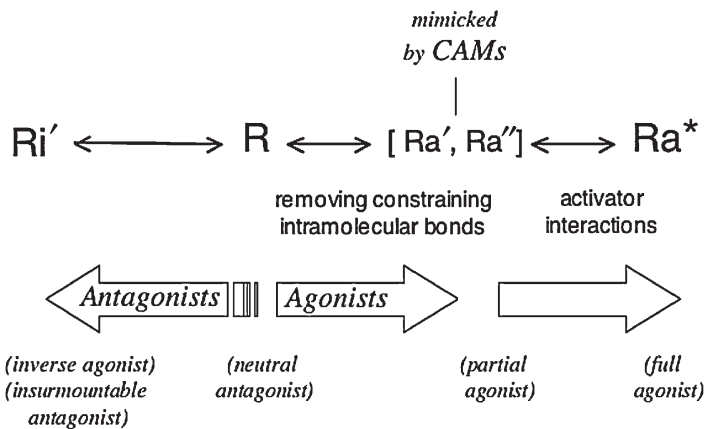 mimicked
by CAMs
Ri′ R [ Ra′, Ra″] Ra*
removing constraining
intramolecular bonds
activator
interactions
Antagonists Agonists
(inverse agonist)
(insurmountable
antagonist)
(neutral
antagonist)
(partial
agonist)
(full
agonist)